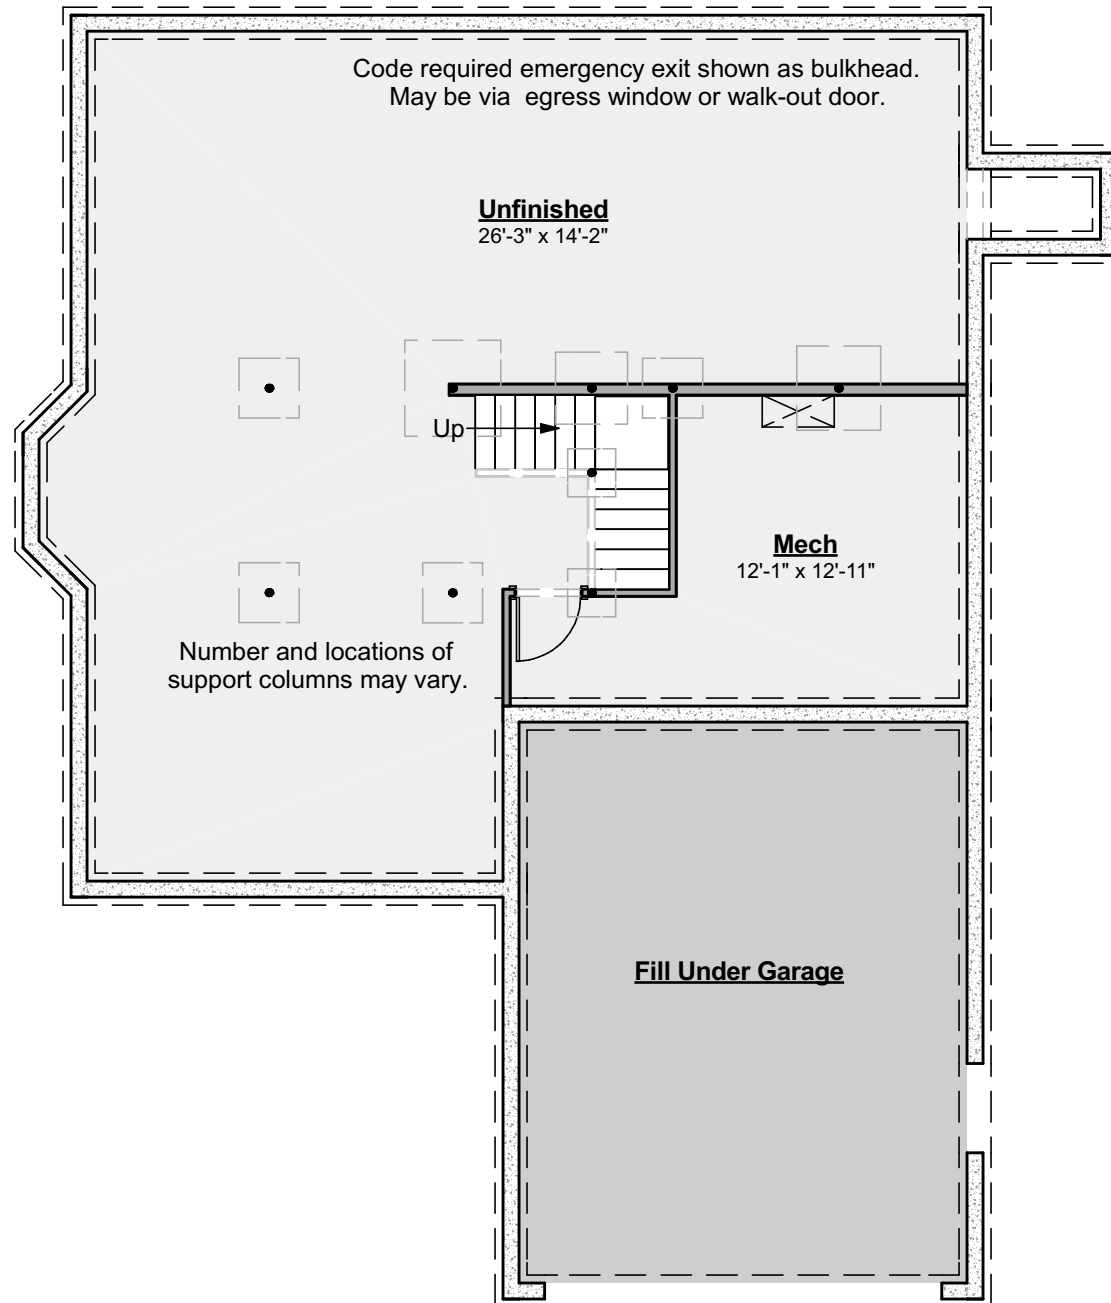 Code required emergency exit shown as bulkhead.
May be via egress window or walk-out door.
Unfinished
26'-3" x 14'-2"
Up
Mech
12'-1" x 12'-11"
Number and locations of
support columns may vary.
Fill Under Garage